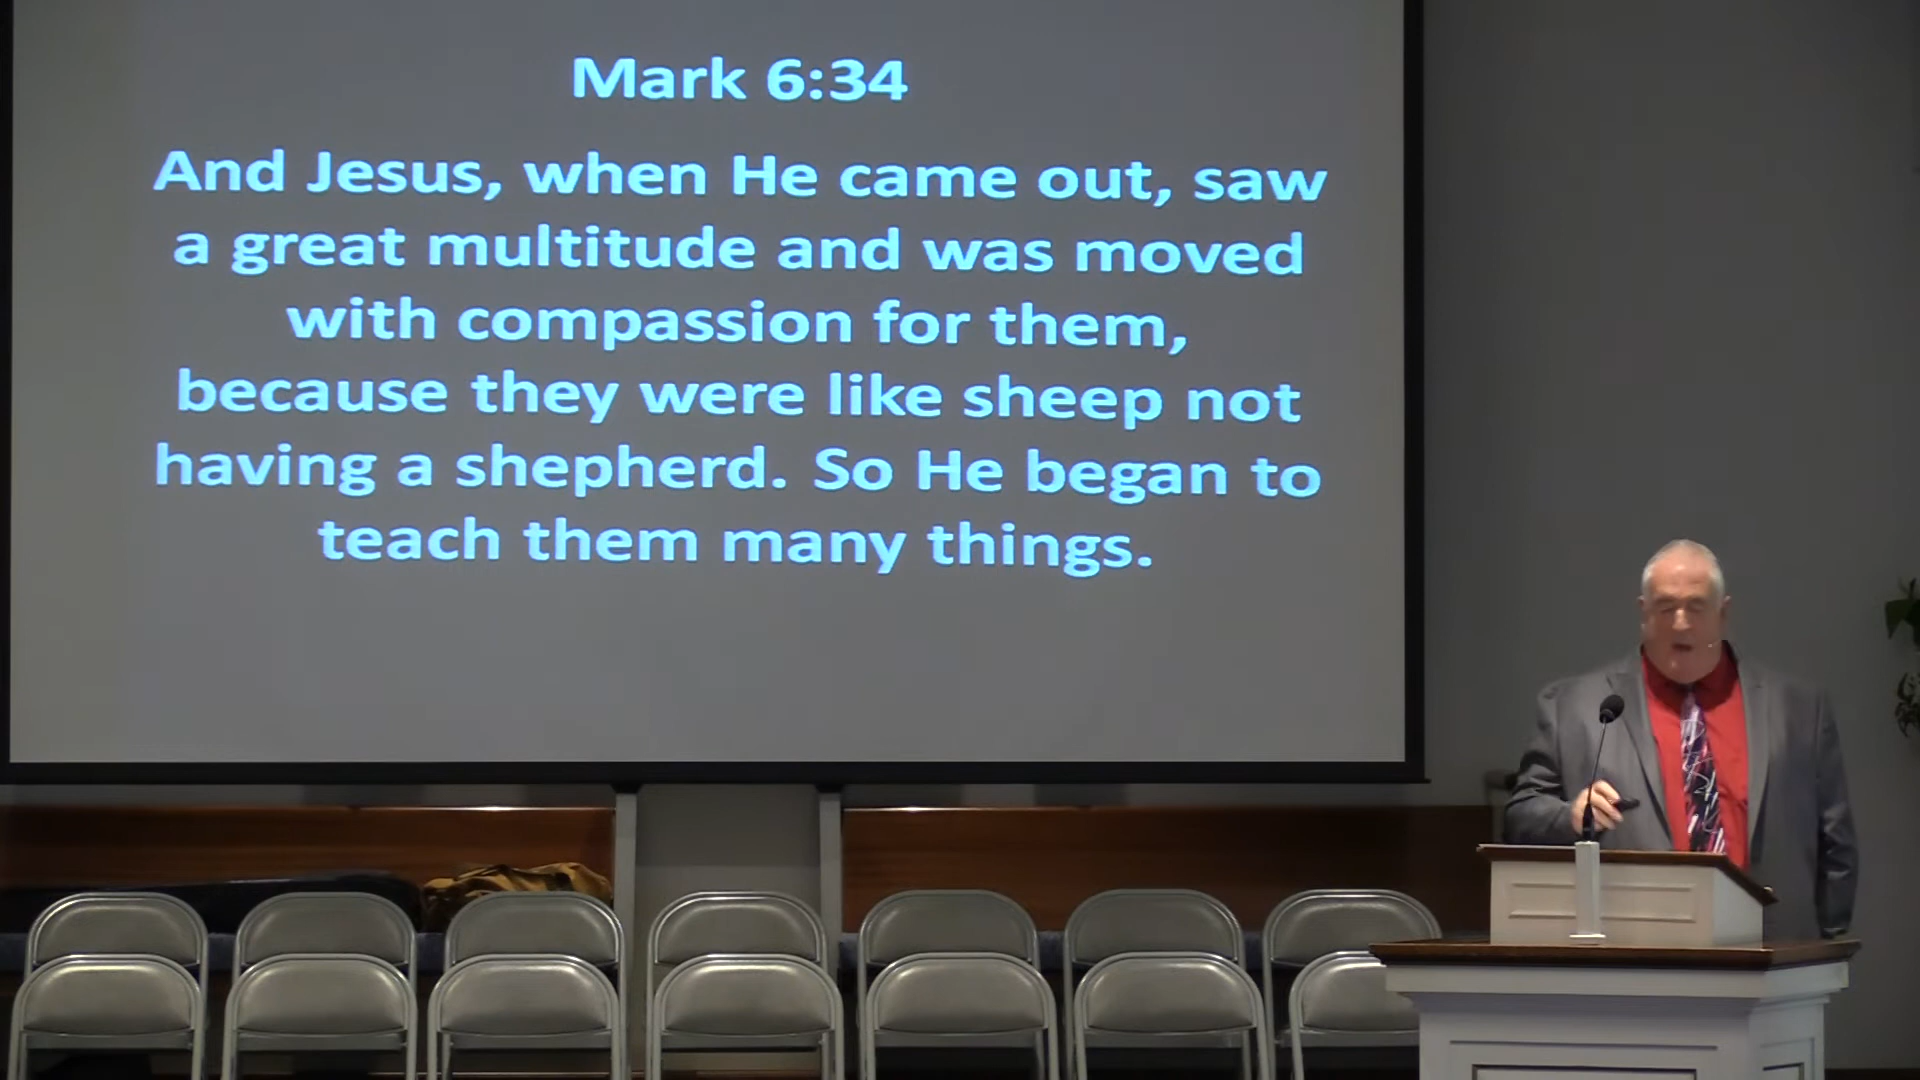 Mark 6:34
And Jesus, when He came out, saw
a great multitude and was moved
with compassion for them,
because they were like sheep not
having a shepherd. So He began to
teach them many things.